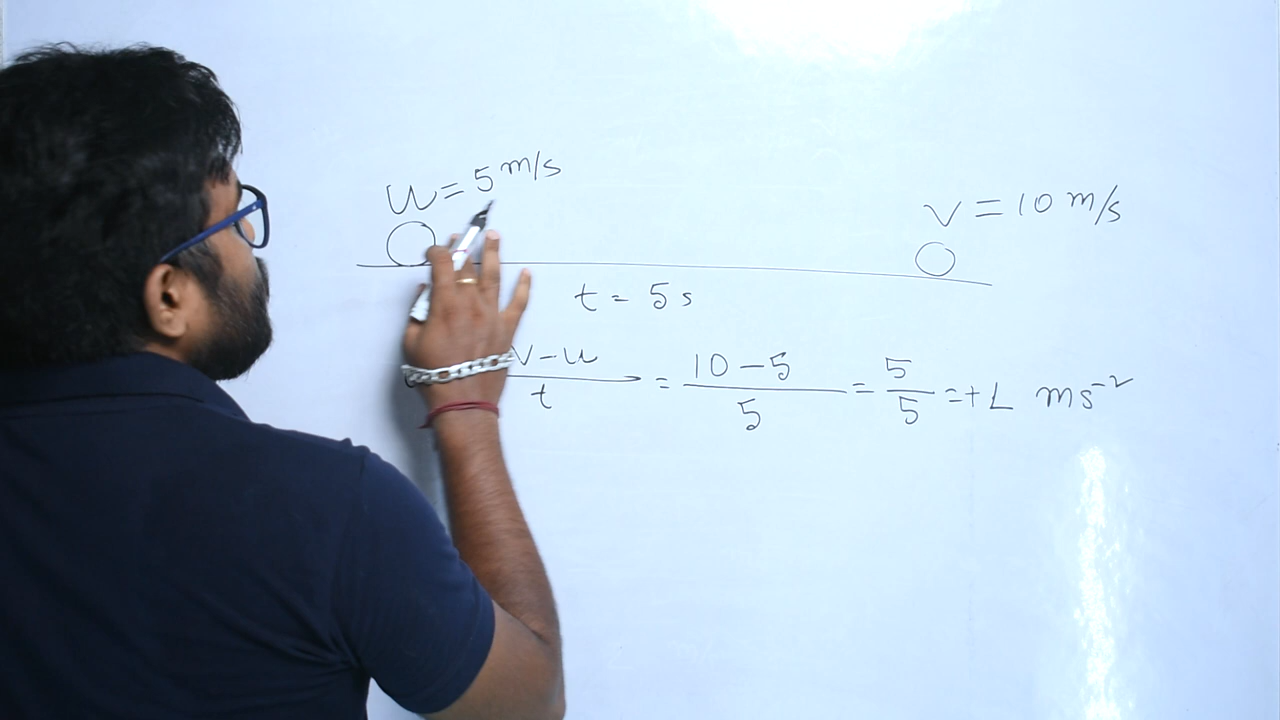 u = 5 m/s
v = 10 m/s
t = 5 s
v-u/t = 10-5/5 = 5/5 = +1 ms⁻²